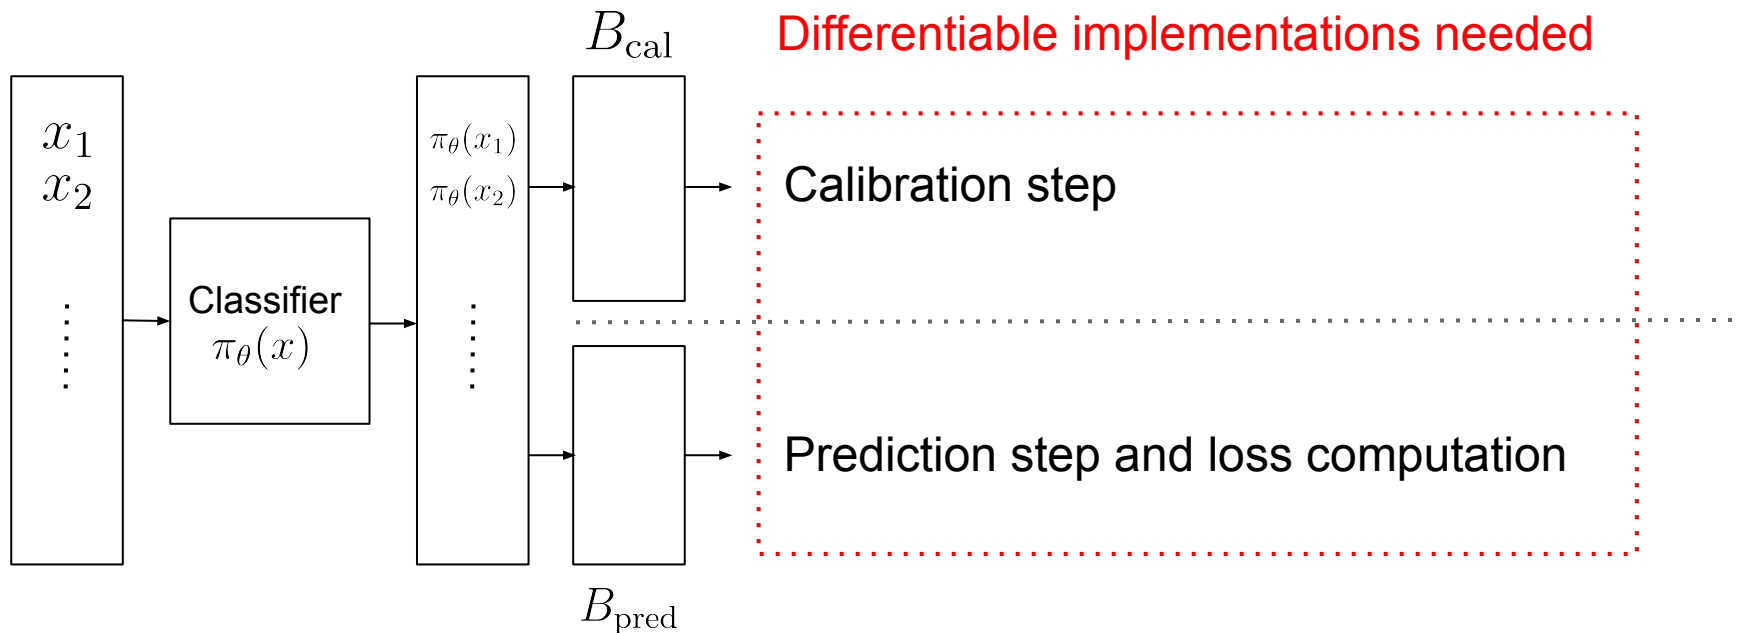 B_cal
Differentiable implementations needed
x_1
x_2
Classifier
π_θ(x)
π_θ(x_1)
π_θ(x_2)
Calibration step
Prediction step and loss computation
B_pred